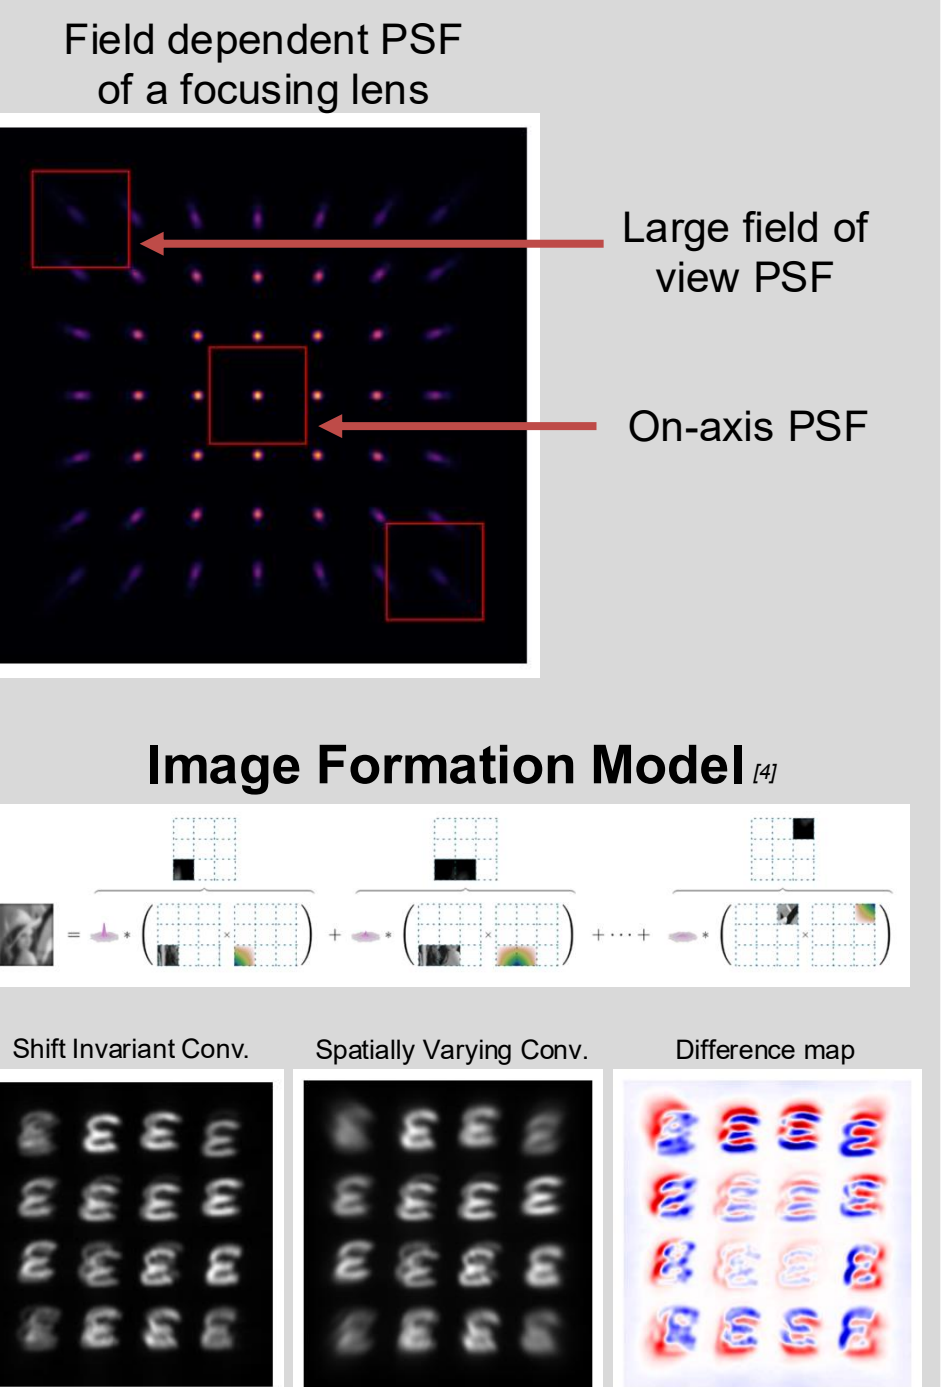 Field dependent PSF
of a focusing lens
Large field of
view PSF
On-axis PSF
Image Formation Model [4]
= * ( × ) + * ( × ) + ··· + * ( × )
Shift Invariant Conv.
Spatially Varying Conv.
Difference map